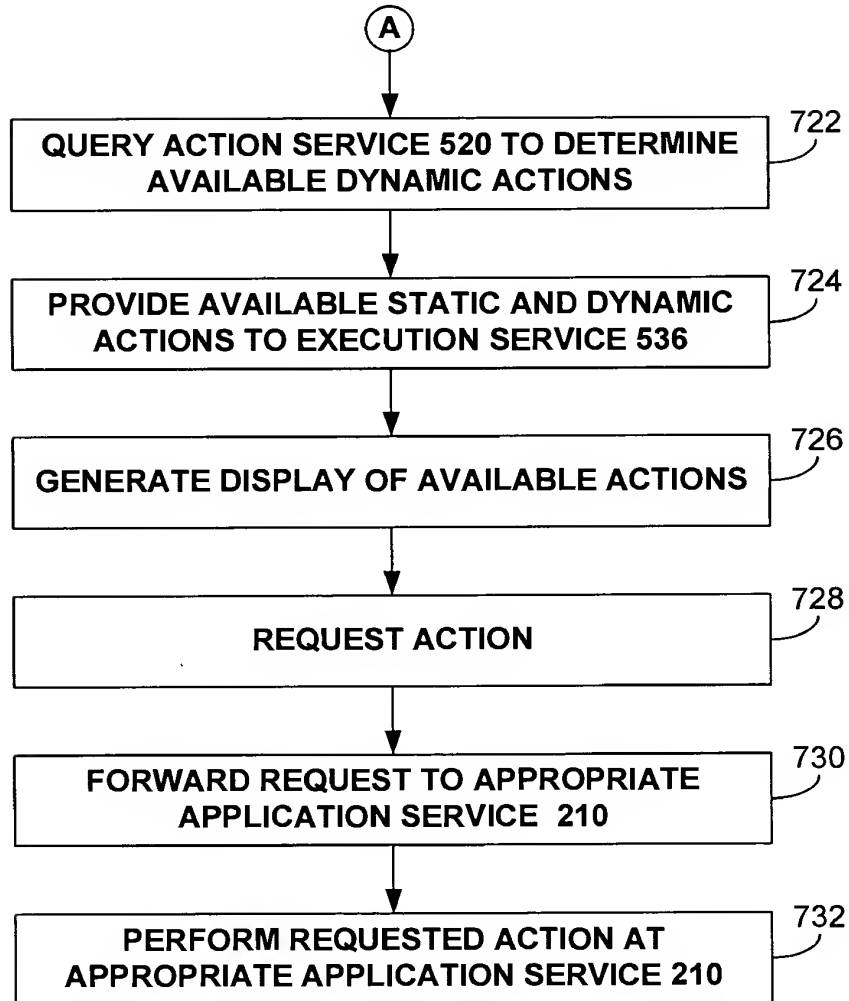 A
722
QUERY ACTION SERVICE 520 TO DETERMINE
AVAILABLE DYNAMIC ACTIONS
724
PROVIDE AVAILABLE STATIC AND DYNAMIC
ACTIONS TO EXECUTION SERVICE 536
726
GENERATE DISPLAY OF AVAILABLE ACTIONS
728
REQUEST ACTION
730
FORWARD REQUEST TO APPROPRIATE
APPLICATION SERVICE 210
732
PERFORM REQUESTED ACTION AT
APPROPRIATE APPLICATION SERVICE 210